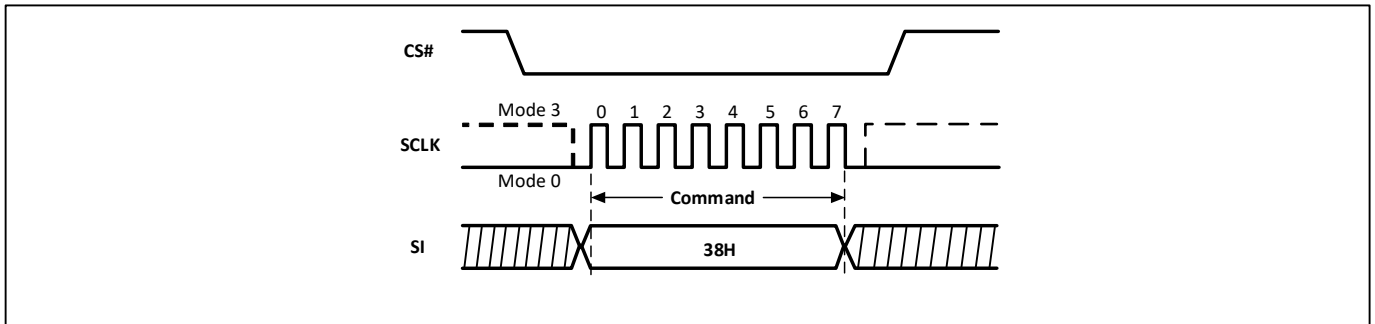 CS#
Mode 3 0 1 2 3 4 5 6 7
SCLK
Mode 0
Command
SI 38H